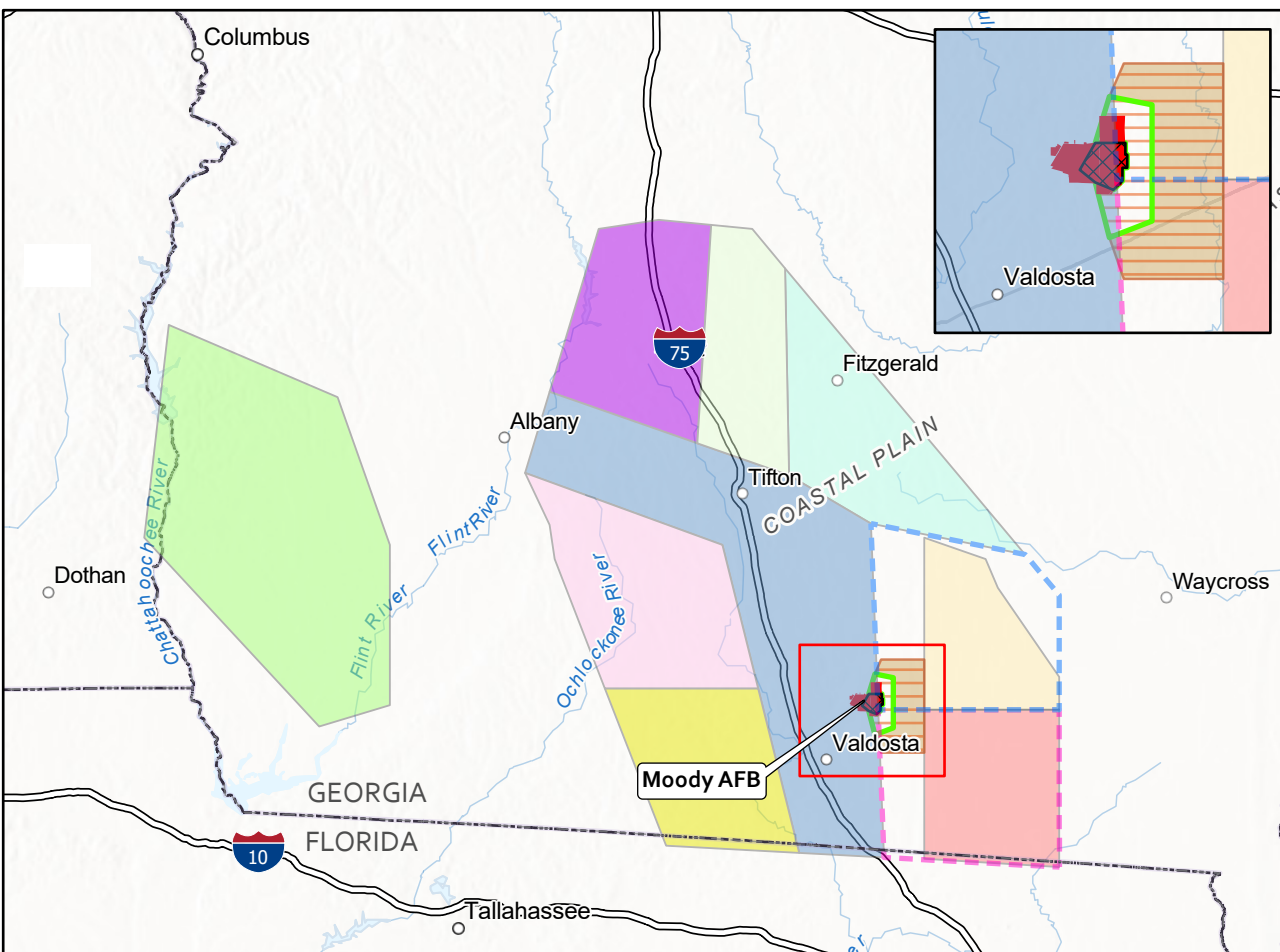 Columbus
75
Fitzgerald
Albany
Tifton
COASTAL PLAIN
Flint River
Dothan
Chattahoochee River
Flint River
Ochlockonee River
Waycross
Valdosta
Moody AFB
GEORGIA
FLORIDA
10
Tallahassee
Valdosta